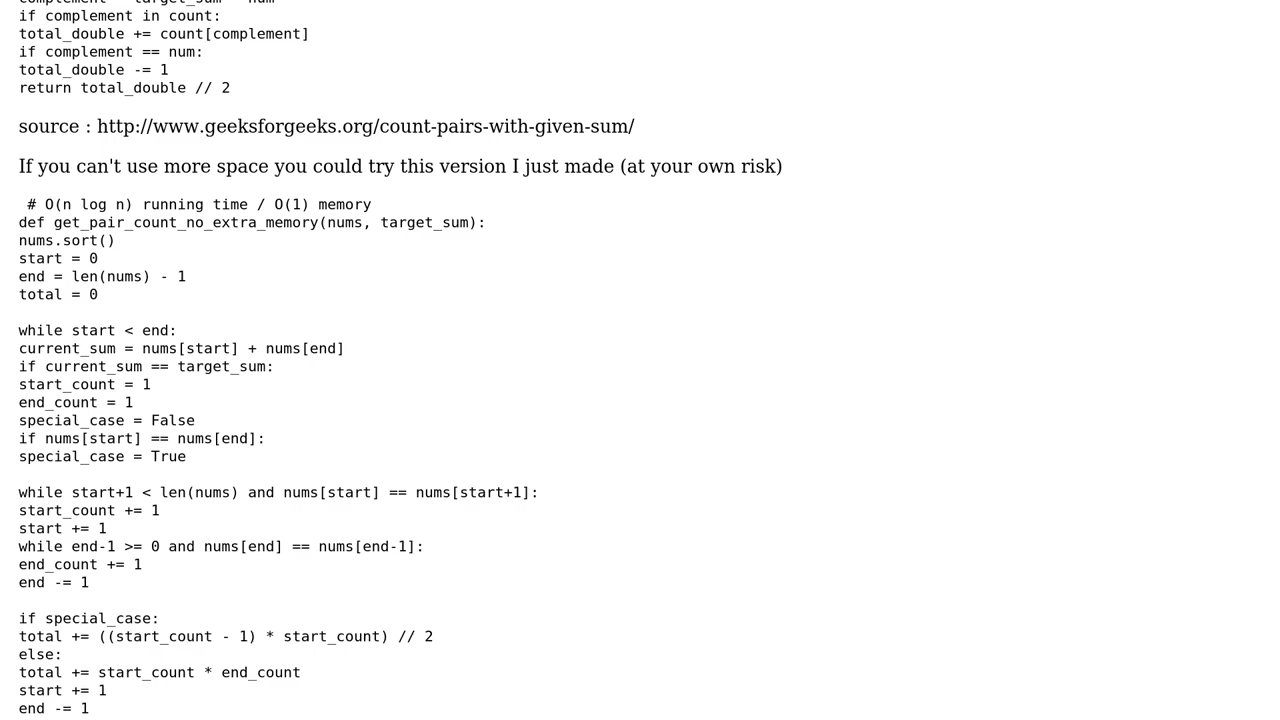 complement = target_sum - num
if complement in count:
total_double += count[complement]
if complement == num:
total_double -= 1
return total_double // 2
source : http://www.geeksforgeeks.org/count-pairs-with-given-sum/
If you can't use more space you could try this version I just made (at your own risk)
# O(n log n) running time / O(1) memory
def get_pair_count_no_extra_memory(nums, target_sum):
nums.sort()
start = 0
end = len(nums) - 1
total = 0
while start < end:
current_sum = nums[start] + nums[end]
if current_sum == target_sum:
start_count = 1
end_count = 1
special_case = False
if nums[start] == nums[end]:
special_case = True
while start+1 < len(nums) and nums[start] == nums[start+1]:
start_count += 1
start += 1
while end-1 >= 0 and nums[end] == nums[end-1]:
end_count += 1
end -= 1
if special_case:
total += ((start_count - 1) * start_count) // 2
else:
total += start_count * end_count
start += 1
end -= 1